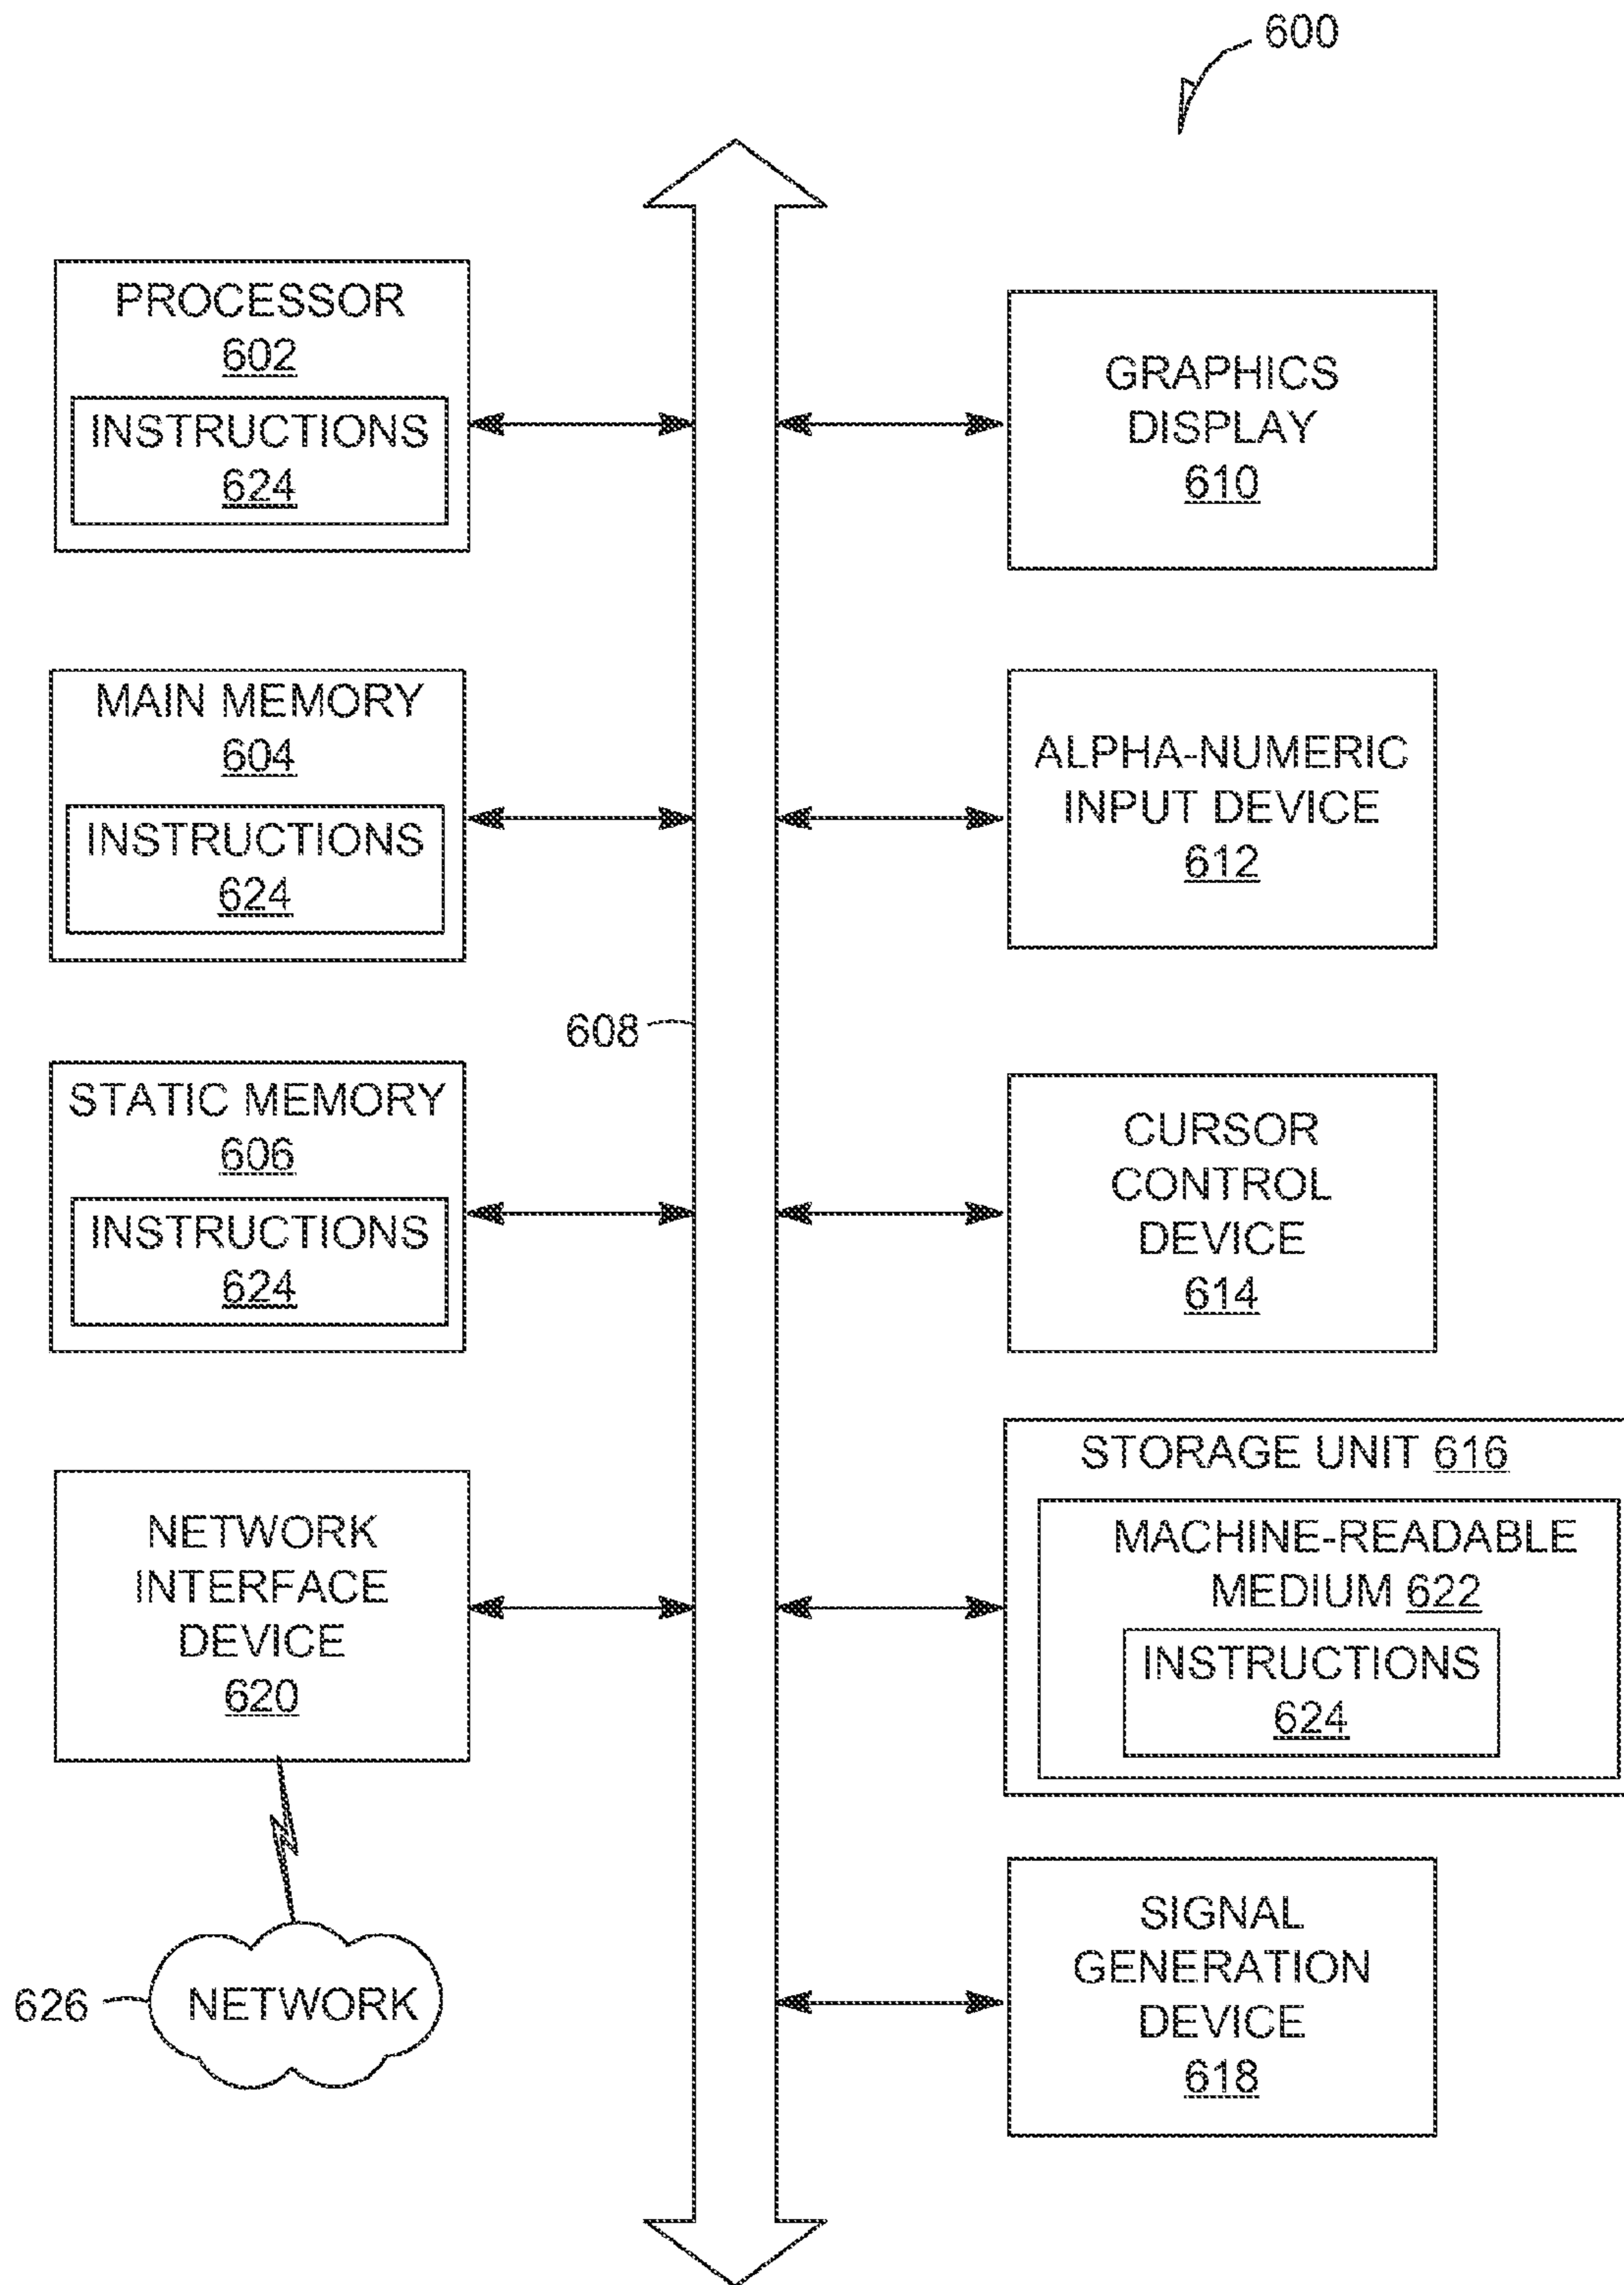 600
PROCESSOR
602
INSTRUCTIONS
624
MAIN MEMORY
604
INSTRUCTIONS
624
608
STATIC MEMORY
606
INSTRUCTIONS
624
NETWORK
INTERFACE
DEVICE
620
626
NETWORK
GRAPHICS
DISPLAY
610
ALPHA-NUMERIC
INPUT DEVICE
612
CURSOR
CONTROL
DEVICE
614
STORAGE UNIT 616
MACHINE-READABLE
MEDIUM 622
INSTRUCTIONS
624
SIGNAL
GENERATION
DEVICE
618